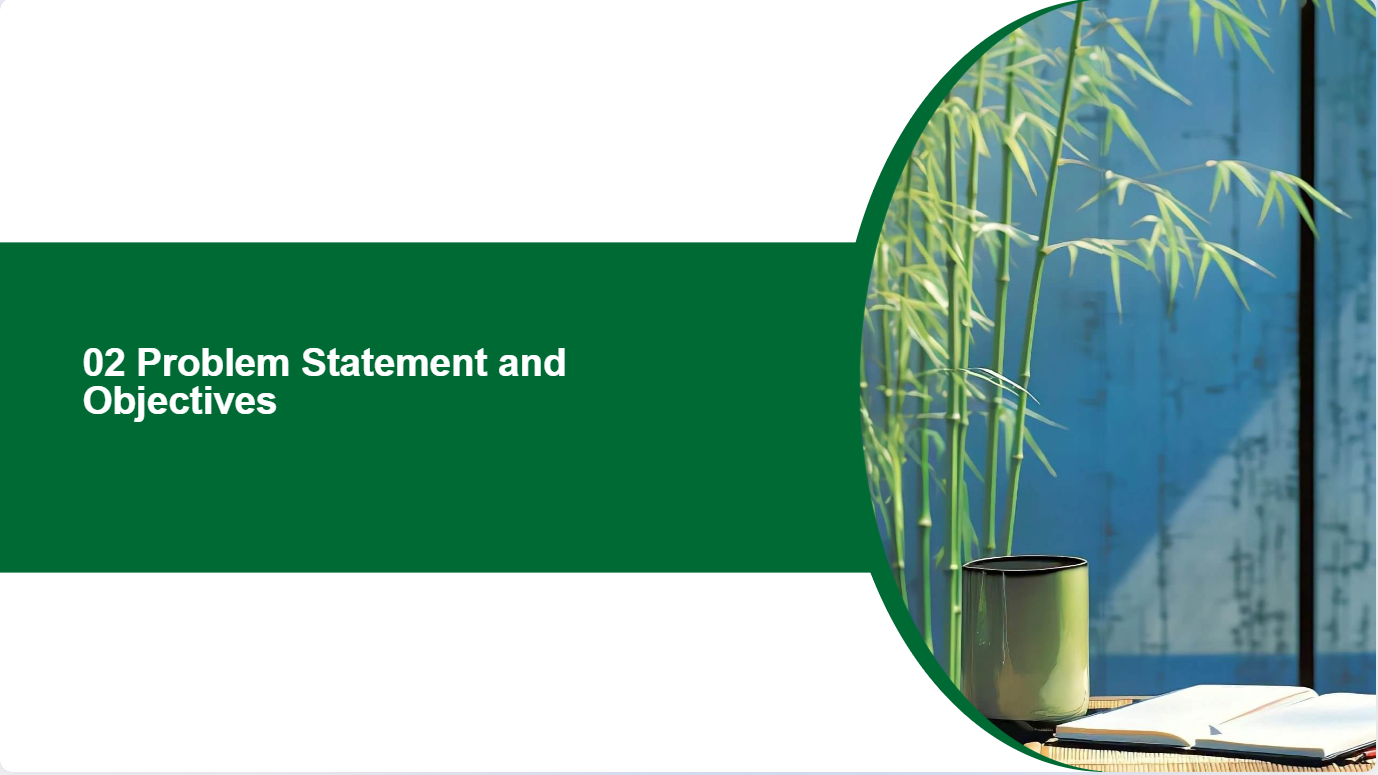 02 Problem Statement and
Objectives